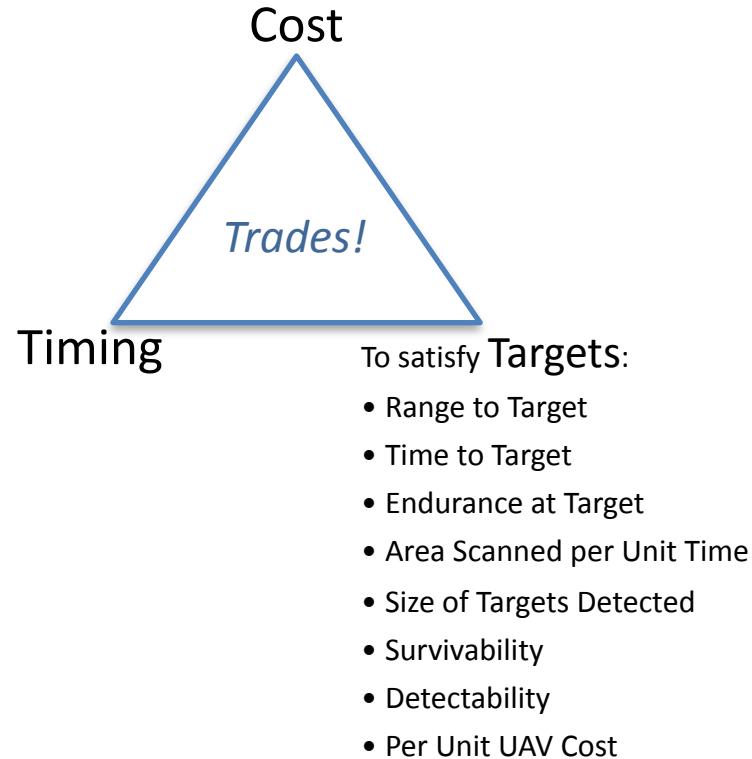 Cost
Trades!
Timing
To satisfy Targets:
• Range to Target
• Time to Target
• Endurance at Target
• Area Scanned per Unit Time
• Size of Targets Detected
• Survivability
• Detectability
• Per Unit UAV Cost